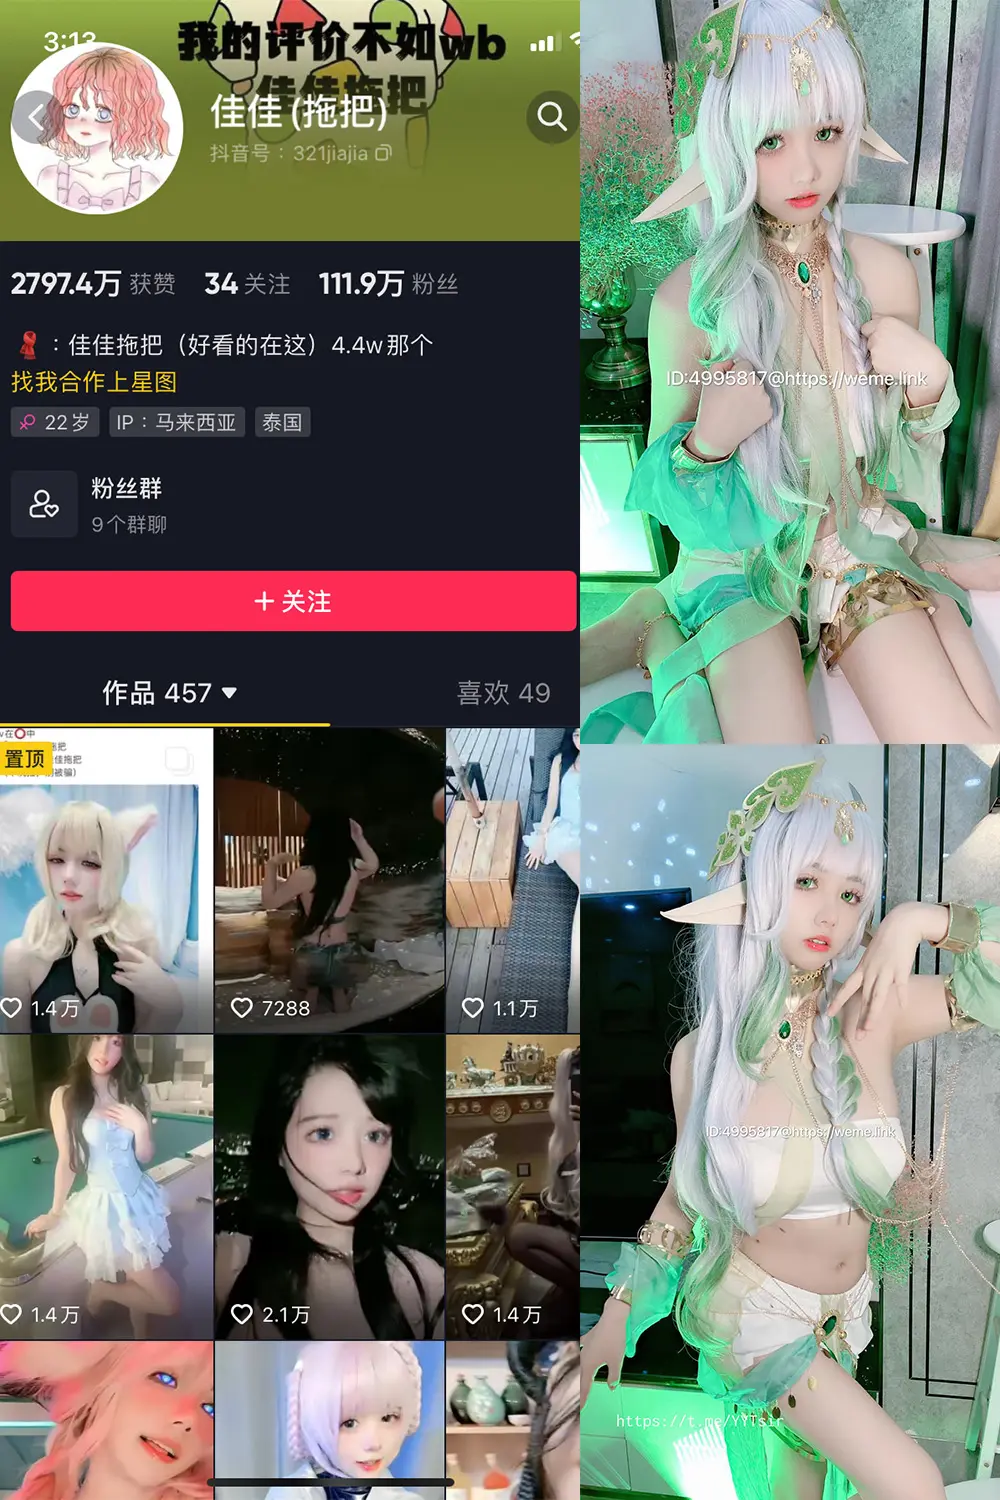 3:13
我的评价不如wb
佳佳拖把
佳佳(拖把)
抖音号：321jiajia
2797.4万 获赞 34 关注 111.9万 粉丝
：佳佳拖把（好看的在这）4.4w那个
找我合作上星图
22岁 IP：马来西亚 泰国
粉丝群
9个群聊
+ 关注
作品 457 喜欢 49
置顶
1.4万 7288 1.1万
1.4万 2.1万 1.4万
ID:4995817@https://weme.link
ID:4995817@https://weme.link
https://t.me/YYTsir